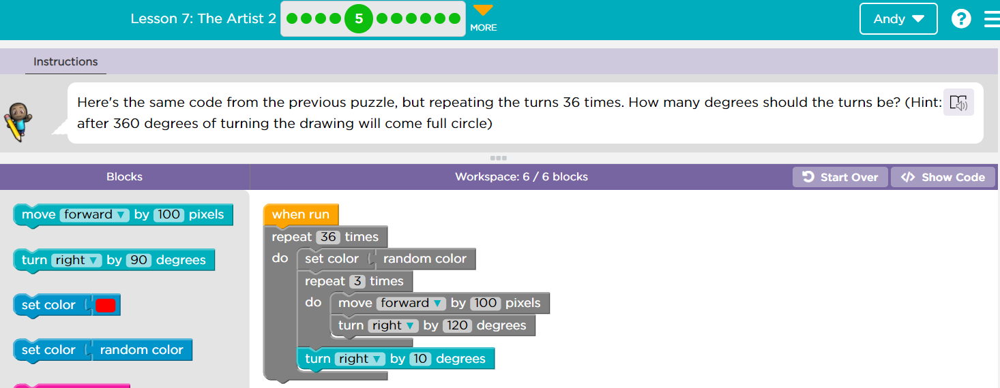 Lesson 7: The Artist 2
5
MORE
Andy
?
Instructions
Here's the same code from the previous puzzle, but repeating the turns 36 times. How many degrees should the turns be? (Hint:
after 360 degrees of turning the drawing will come full circle)
Blocks
Workspace: 6 / 6 blocks
Start Over
</> Show Code
move forward ▼ by 100 pixels
turn right ▼ by 90 degrees
set color
set color random color
when run
repeat 36 times
do set color random color
repeat 3 times
do move forward ▼ by 100 pixels
turn right ▼ by 120 degrees
turn right ▼ by 10 degrees